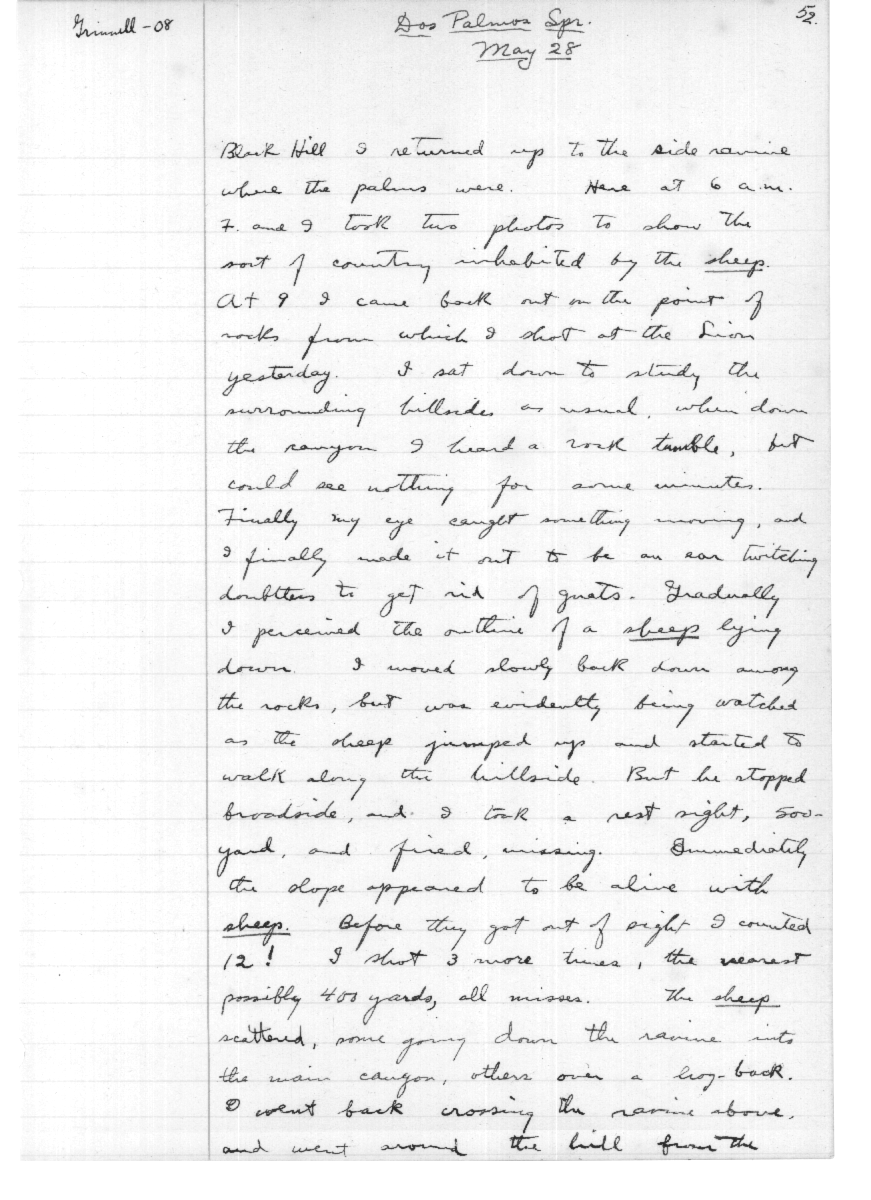 Grinnell - 08
Dos Palmos Spr.
52.
May 28
Black Hill I returned up to the side ravine
where the palms were. Here at 6 a.m.
F. and I took two photos to show the
sort of country inhabited by the sheep.
At 9 I came back out on the point of
rocks from which I shot at the Lion
yesterday. I sat down to study the
surrounding hillsides as usual, when down
the canyon I heard a rock tumble, but
could see nothing for some minutes.
Finally my eye caught something moving, and
I finally made it out to be an ear twitching
doubtless to get rid of gnats. Gradually
I perceived the outline of a sheep lying
down. I moved slowly back down among
the rocks, but was evidently being watched
as the sheep jumped up and started to
walk along the hillside. But he stopped
broadside, and I took a rest sight, 500-
yard, and fired, missing. Immediately
the slope appeared to be alive with
sheep. Before they got out of sight I counted
12! I shot 3 more times, the nearest
possibly 400 yards, all misses. The sheep
scattered, some going down the ravine into
the main canyon, others over a hog-back.
I went back crossing the ravine above,
and went around the hill from the